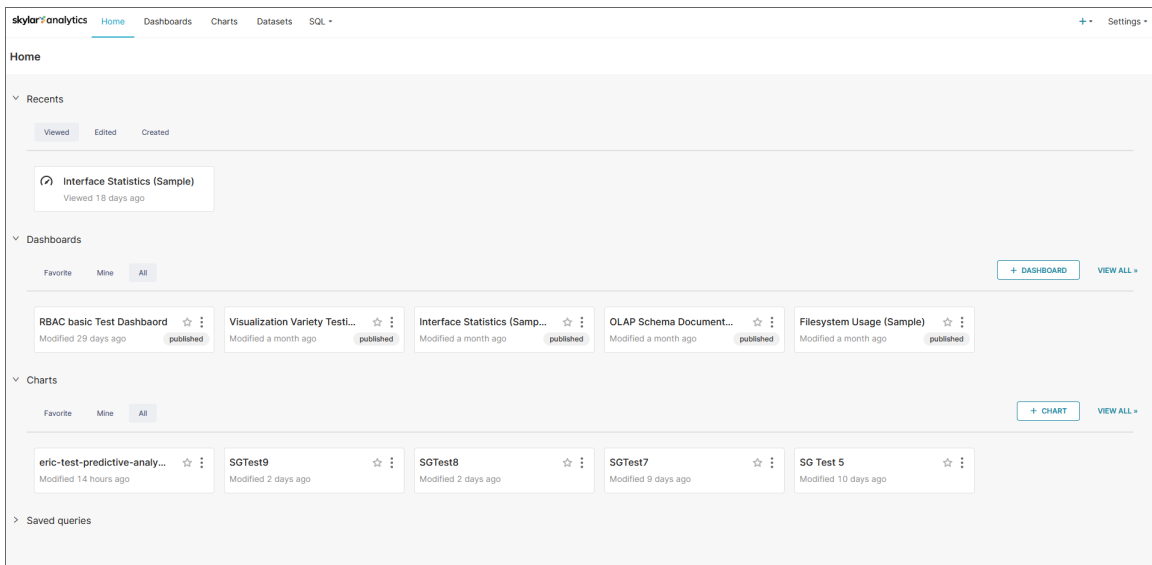 skylar analytics Home Dashboards Charts Datasets SQL + Settings
Home
Recents
Viewed Edited Created
Interface Statistics (Sample)
Viewed 18 days ago
Dashboards
Favorite Mine All + DASHBOARD VIEW ALL »
RBAC basic Test Dashbaord Visualization Variety Testi... Interface Statistics (Samp... OLAP Schema Document... Filesystem Usage (Sample)
Modified 29 days ago published Modified a month ago published Modified a month ago published Modified a month ago published Modified a month ago published
Charts
Favorite Mine All + CHART VIEW ALL »
eric-test-predictive-analy... SGTest9 SGTest8 SGTest7 SG Test 5
Modified 14 hours ago Modified 2 days ago Modified 2 days ago Modified 9 days ago Modified 10 days ago
Saved queries